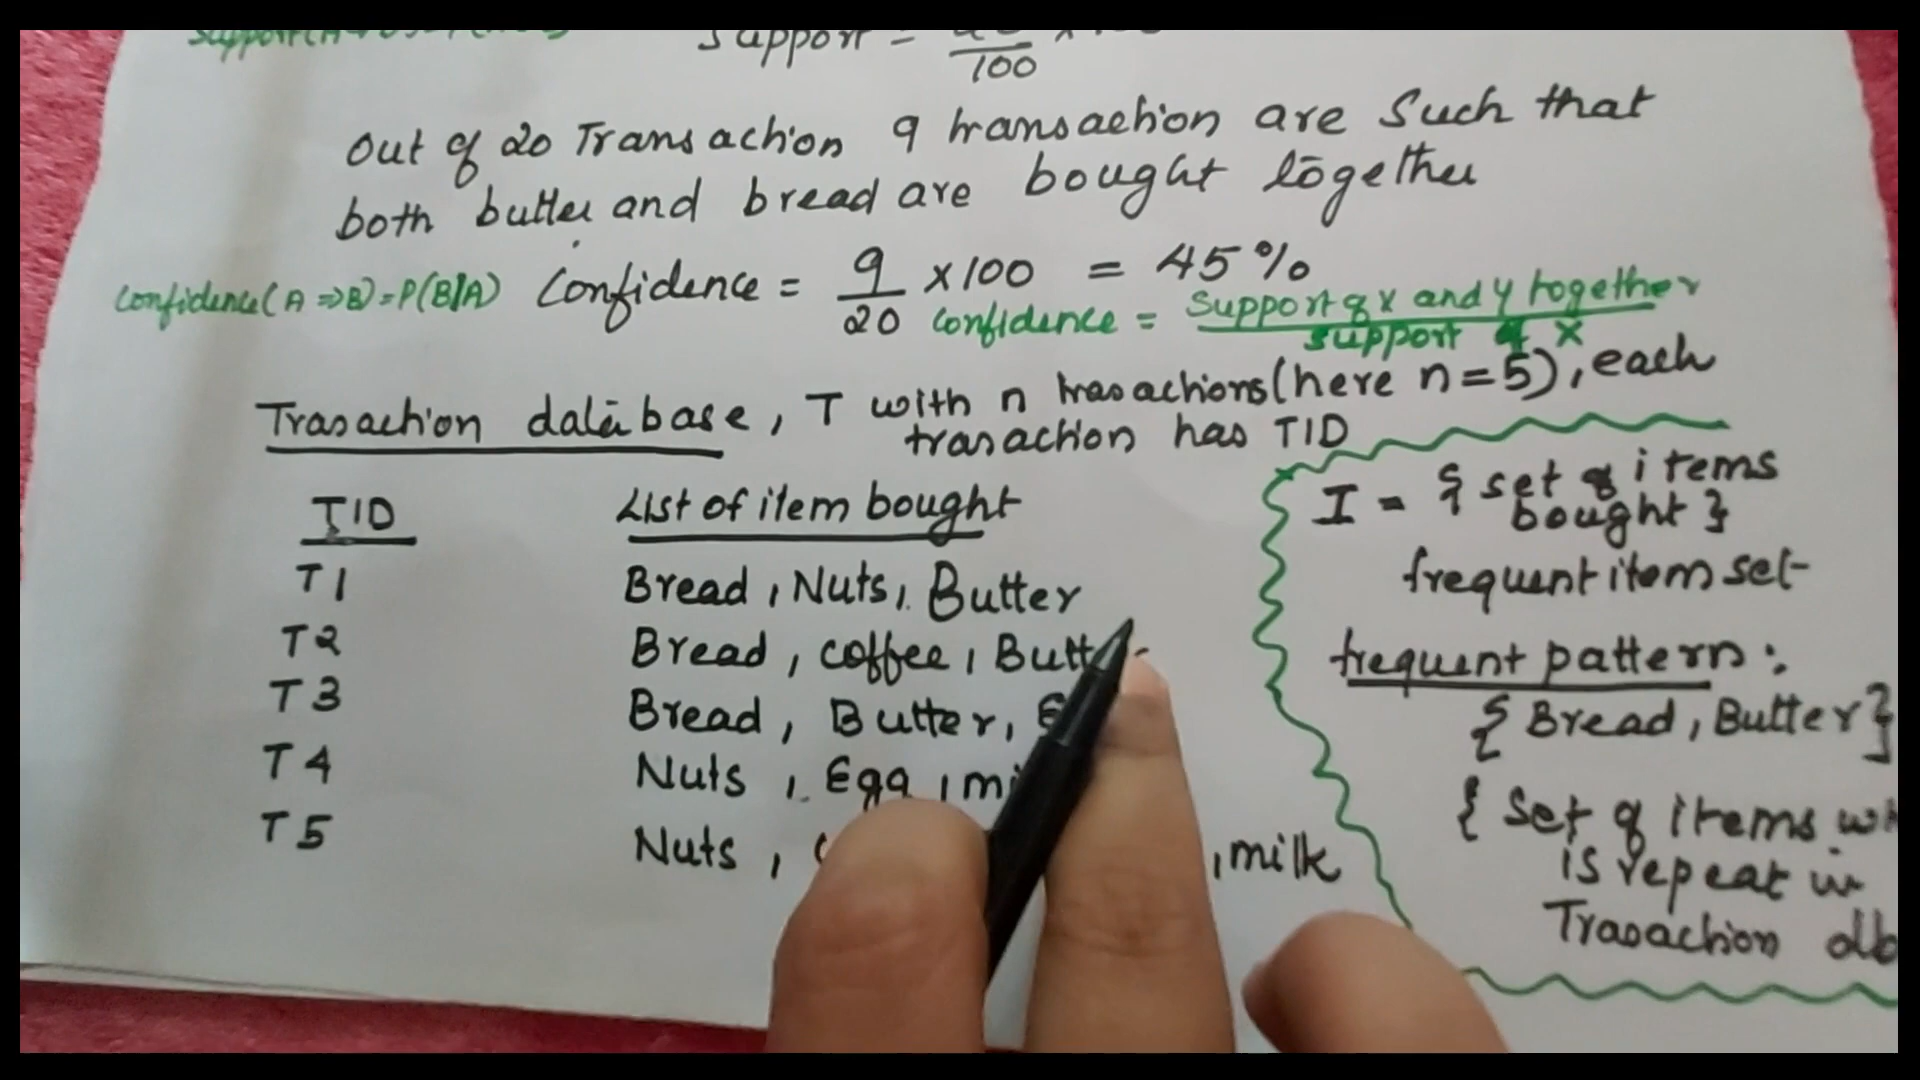 Support =
100
out of 20 Transaction 9 transaction are Such that
both butter and bread are bought together
Confidence(A => B) = P(B|A) Confidence = 9/20 x100 = 45%
Confidence = Support of x and y together / support of x
Trasaction database, T with n trasactions(here n=5), each
trasaction has TID
TID List of item bought
T1 Bread, Nuts, Butter
T2 Bread, coffee, Butt
T3 Bread, Butter,
T4 Nuts, Egg,
T5 Nuts, , milk
I = { set of items
bought }
frequent item set
frequent pattern:
{ Bread, Butter }
{ Set of items
is repeat in
Trasaction db